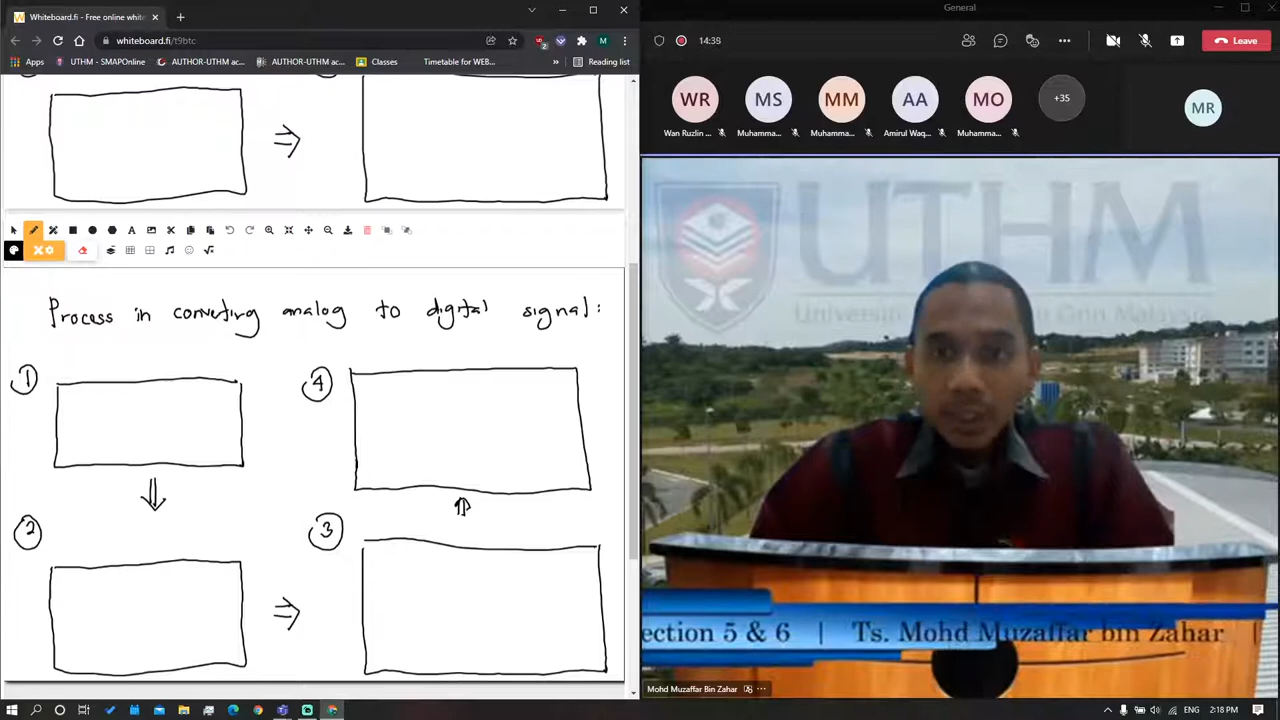 Whiteboard.fi - Free online white
General
whiteboard.fi/t9btc
2
M
14:39
Leave
Apps
UTHM - SMAPOnline
AUTHOR-UTHM ac...
AUTHOR-UTHM ac...
Classes
Timetable for WEB...
»
Reading list
WR
MS
MM
AA
MO
+35
MR
Wan Ruzlin ...
Muhamma...
Muhamma...
Amirul Waq...
Muhamma...
UTHM
Process in converting analog to digital signal:
①
④
②
③
ection 5 & 6 | Ts. Mohd Muzaffar bin Zahar |
Mohd Muzaffar Bin Zahar
ENG
2:18 PM